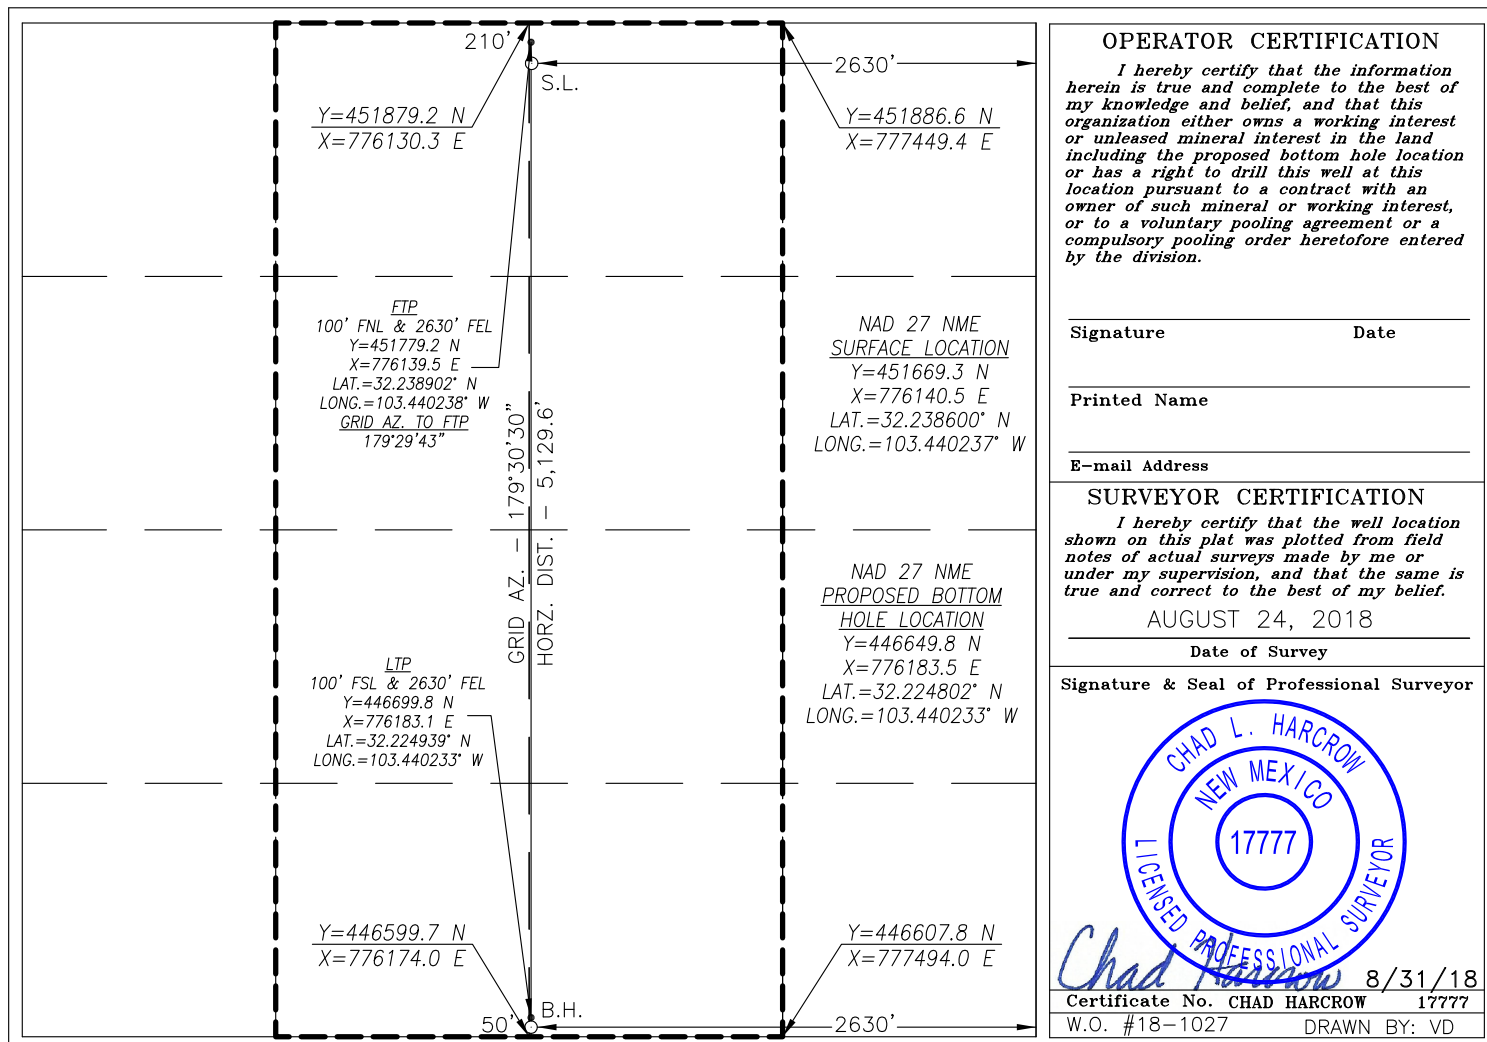 210'
S.L.
2630'
Y=451879.2 N
X=776130.3 E
Y=451886.6 N
X=777449.4 E
FTP
100' FNL & 2630' FEL
Y=451779.2 N
X=776139.5 E
LAT.=32.238902° N
LONG.=103.440238° W
GRID AZ. TO FTP
179°29'43"
NAD 27 NME
SURFACE LOCATION
Y=451669.3 N
X=776140.5 E
LAT.=32.238600° N
LONG.=103.440237° W
GRID AZ. - 179°30'30"
HORZ. DIST. - 5,129.6'
NAD 27 NME
PROPOSED BOTTOM
HOLE LOCATION
Y=446649.8 N
X=776183.5 E
LAT.=32.224802° N
LONG.=103.440233° W
LTP
100' FSL & 2630' FEL
Y=446699.8 N
X=776183.1 E
LAT.=32.224939° N
LONG.=103.440233° W
Y=446599.7 N
X=776174.0 E
Y=446607.8 N
X=777494.0 E
50'
B.H.
2630'
OPERATOR CERTIFICATION
I hereby certify that the information
herein is true and complete to the best of
my knowledge and belief, and that this
organization either owns a working interest
or unleased mineral interest in the land
including the proposed bottom hole location
or has a right to drill this well at this
location pursuant to a contract with an
owner of such mineral or working interest,
or to a voluntary pooling agreement or a
compulsory pooling order heretofore entered
by the division.
Signature Date
Printed Name
E-mail Address
SURVEYOR CERTIFICATION
I hereby certify that the well location
shown on this plat was plotted from field
notes of actual surveys made by me or
under my supervision, and that the same is
true and correct to the best of my belief.
AUGUST 24, 2018
Date of Survey
Signature & Seal of Professional Surveyor
CHAD L. HARCROW
NEW MEXICO
17777
LICENSED PROFESSIONAL SURVEYOR
Chad Harcrow 8/31/18
Certificate No. CHAD HARCROW 17777
W.O. #18-1027 DRAWN BY: VD